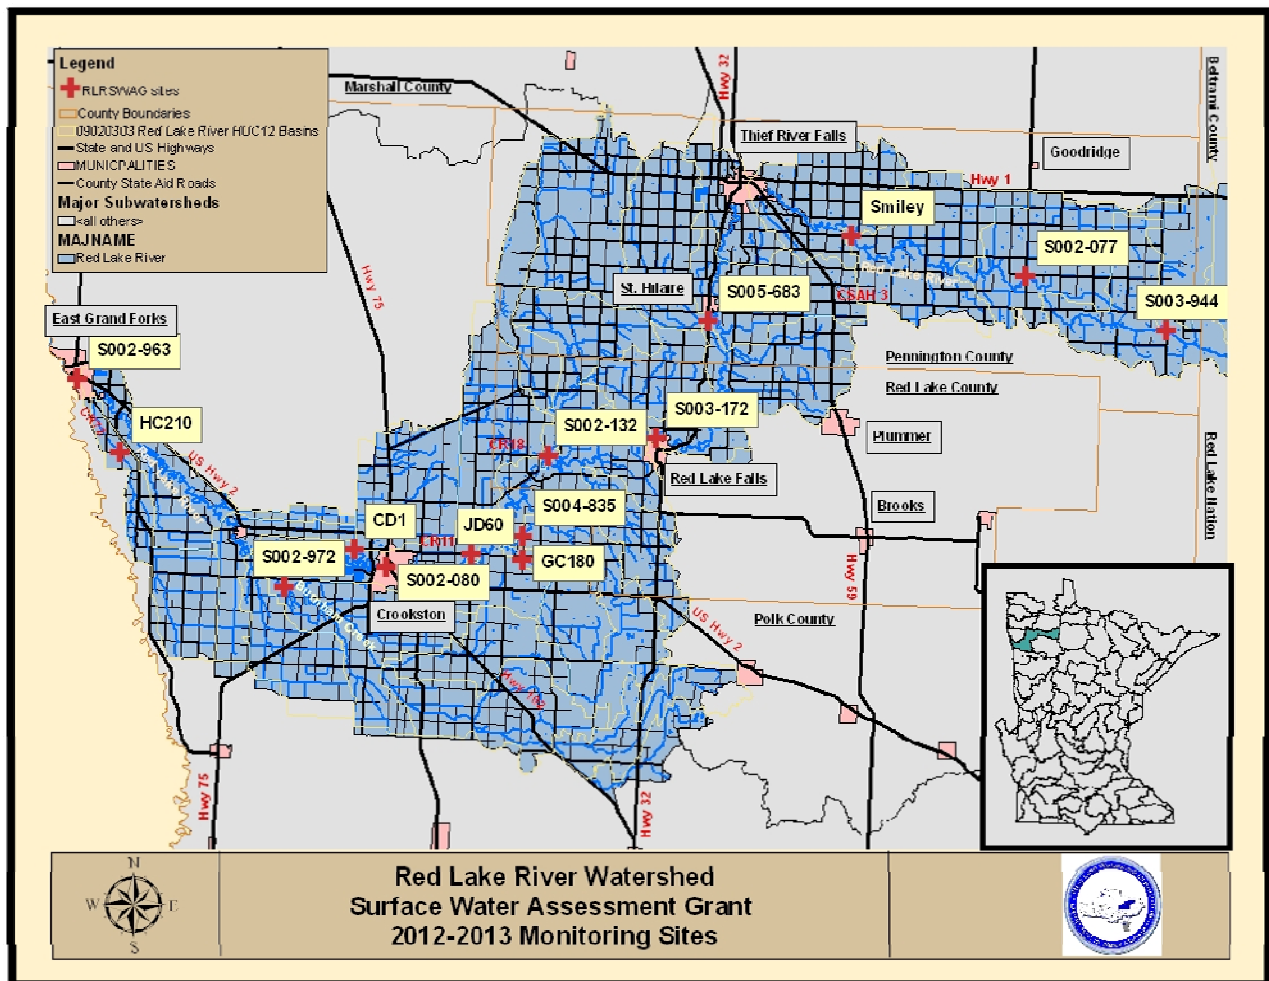 Legend
RLRSWAG sites
County Boundaries
09020303 Red Lake River HUC12 Basins
State and US Highways
MUNICPALITIES
County State Aid Roads
Major Subwatersheds
<all others>
MAJNAME
Red Lake River
Marshall County
Hwy 32
Thief River Falls
Goodridge
Beltrami County
Hwy 1
Smiley
S002-077
Red Lake River
Hwy 75
St. Hilare
S005-683
CSAH 3
S003-944
East Grand Forks
S002-963
Pennington County
Red Lake County
HC210
S003-172
S002-132
CR18
Plummer
US Hwy 2
Red Lake Falls
Red Lake Nation
S004-835
Brooks
CD1
JD60
CR11
S002-972
GC180
S002-080
Hwy 59
Crookston
US Hwy 2
Polk County
Hwy 75
Hwy 32
N
W
E
S
Red Lake River Watershed
Surface Water Assessment Grant
2012-2013 Monitoring Sites